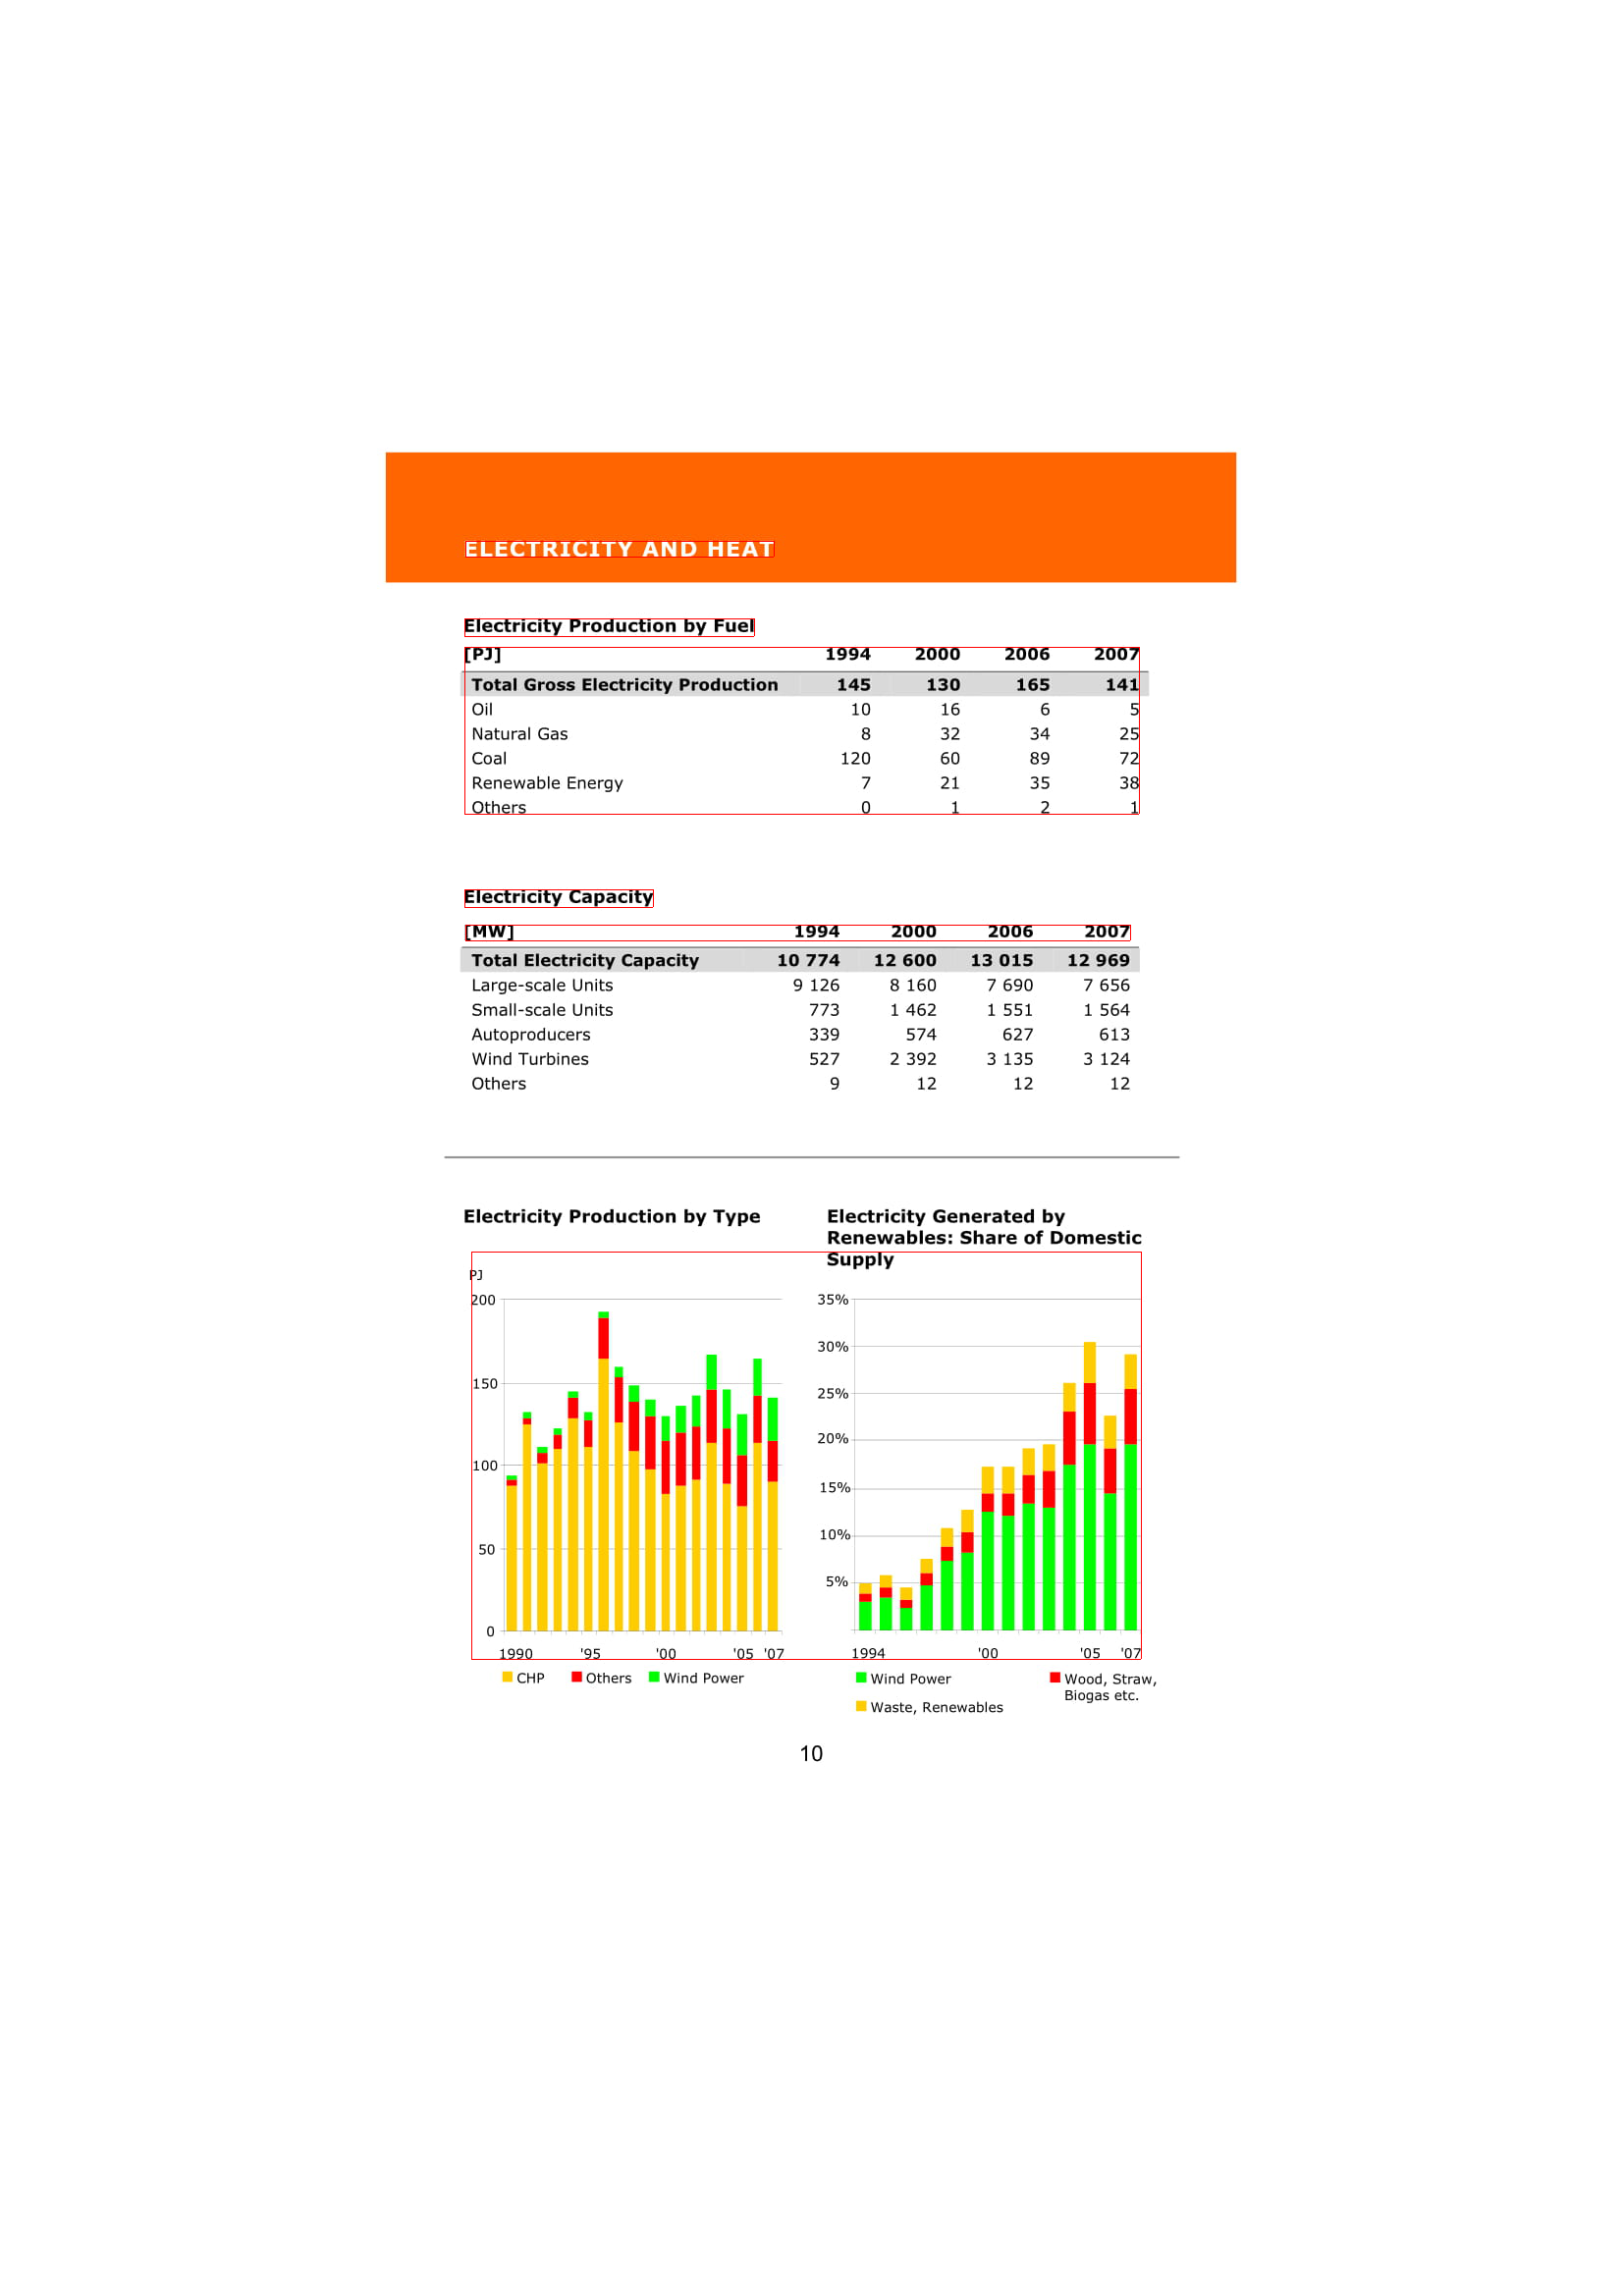 ELECTRICITY AND HEAT
Electricity Production by Fuel
[PJ] 1994 2000 2006 2007
Total Gross Electricity Production 145 130 165 141
Oil 10 16 6 5
Natural Gas 8 32 34 25
Coal 120 60 89 72
Renewable Energy 7 21 35 38
Others 0 1 2 1
Electricity Capacity
[MW] 1994 2000 2006 2007
Total Electricity Capacity 10 774 12 600 13 015 12 969
Large-scale Units 9 126 8 160 7 690 7 656
Small-scale Units 773 1 462 1 551 1 564
Autoproducers 339 574 627 613
Wind Turbines 527 2 392 3 135 3 124
Others 9 12 12 12
Electricity Production by Type
PJ
200
150
100
50
0
1990 '95 '00 '05 '07
CHP Others Wind Power
Electricity Generated by
Renewables: Share of Domestic
Supply
35%
30%
25%
20%
15%
10%
5%
1994 '00 '05 '07
Wind Power Wood, Straw,
Biogas etc.
Waste, Renewables
10